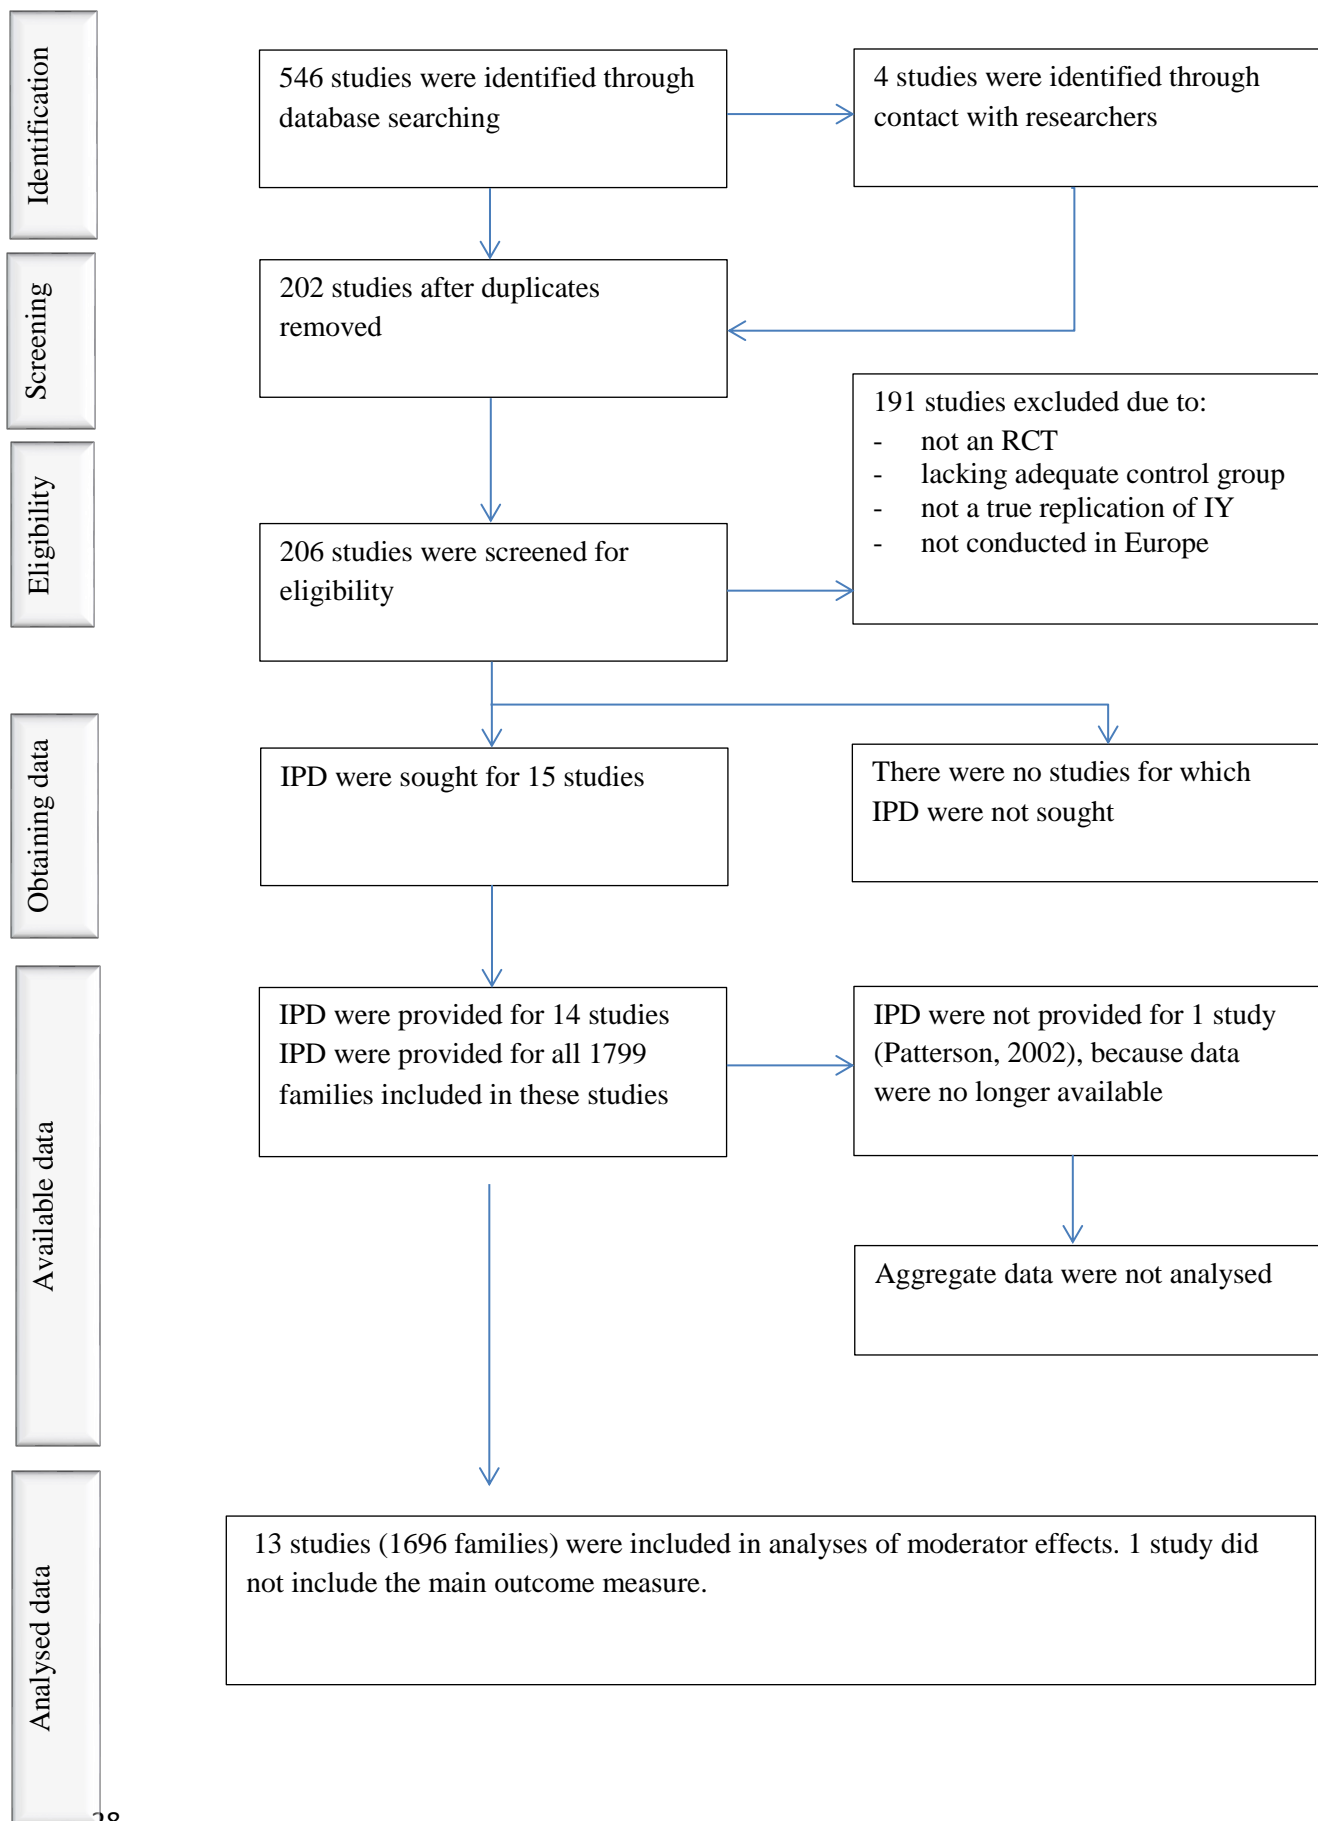 Identification
546 studies were identified through
database searching
4 studies were identified through
contact with researchers
Screening
202 studies after duplicates
removed
191 studies excluded due to:
- not an RCT
- lacking adequate control group
- not a true replication of IY
- not conducted in Europe
Eligibility
206 studies were screened for
eligibility
Obtaining data
IPD were sought for 15 studies
There were no studies for which
IPD were not sought
Available data
IPD were provided for 14 studies
IPD were provided for all 1799
families included in these studies
IPD were not provided for 1 study
(Patterson, 2002), because data
were no longer available
Aggregate data were not analysed
Analysed data
13 studies (1696 families) were included in analyses of moderator effects. 1 study did
not include the main outcome measure.